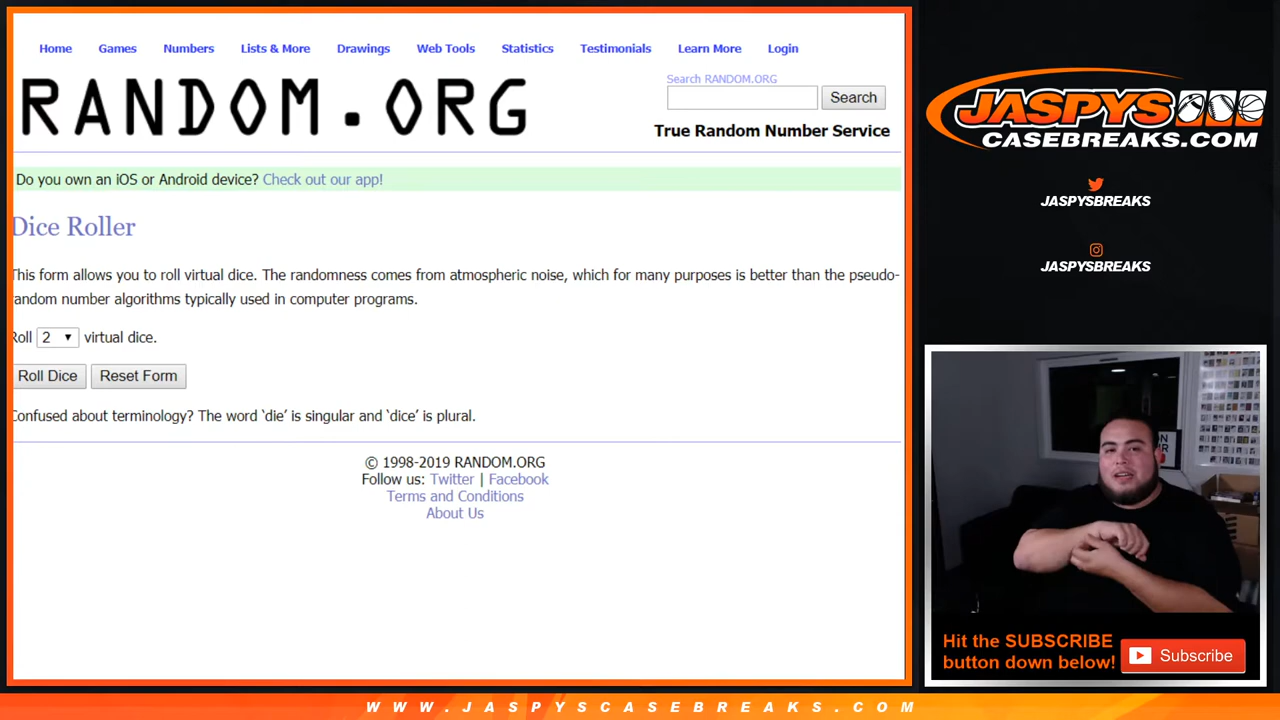 Home Games Numbers Lists & More Drawings Web Tools Statistics Testimonials Learn More Login
RANDOM.ORG
Search RANDOM.ORG
Search
True Random Number Service
Do you own an iOS or Android device? Check out our app!
Dice Roller
This form allows you to roll virtual dice. The randomness comes from atmospheric noise, which for many purposes is better than the pseudo-
random number algorithms typically used in computer programs.
Roll 2 virtual dice.
Roll Dice Reset Form
Confused about terminology? The word ‘die’ is singular and ‘dice’ is plural.
© 1998-2019 RANDOM.ORG
Follow us: Twitter | Facebook
Terms and Conditions
About Us
JASPYS
CASEBREAKS.COM
JASPYSBREAKS
JASPYSBREAKS
Hit the SUBSCRIBE
button down below!
Subscribe
WWW.JASPYSCASEBREAKS.COM